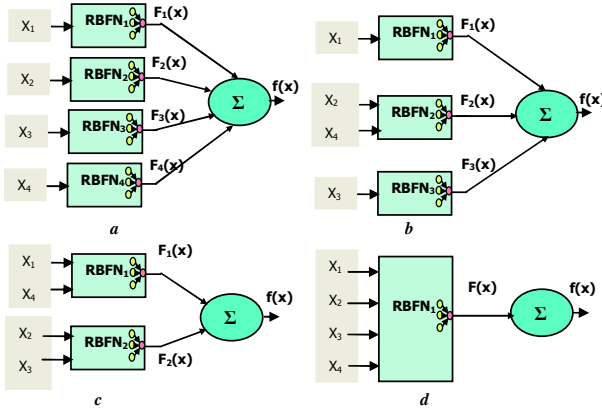 X₁ RBFN₁ F₁(x)
X₂ RBFN₂ F₂(x)
Σ f(x)
X₃ RBFN₃ F₃(x)
X₄ RBFN₄ F₄(x)
a
X₁ RBFN₁ F₁(x)
X₂
X₄ RBFN₂ F₂(x)
Σ f(x)
X₃ RBFN₃ F₃(x)
b
X₁
X₄ RBFN₁ F₁(x)
Σ f(x)
X₂
X₃ RBFN₂ F₂(x)
c
X₁
X₂
X₃
X₄
RBFN₁ F(x)
Σ f(x)
d